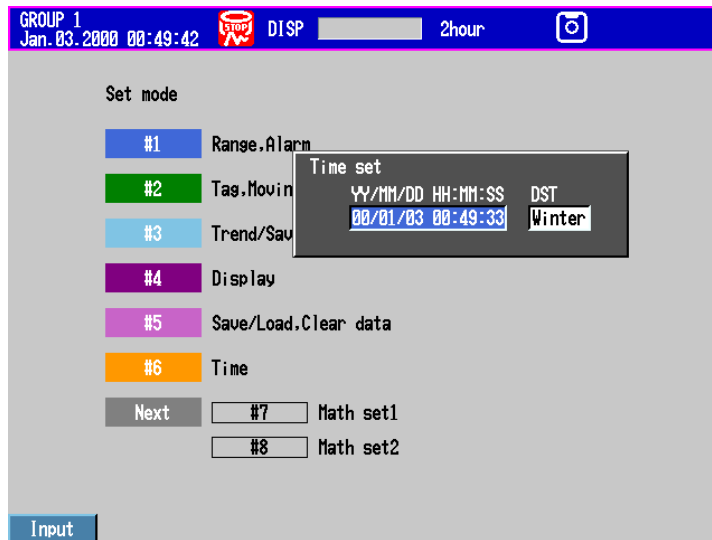 GROUP 1
Jan.03.2000 00:49:42
STOP
DISP
2hour
Set mode
#1 Range,Alarm
Time set
YY/MM/DD HH:MM:SS DST
00/01/03 00:49:33 Winter
#2 Tag,Movin
#3 Trend/Sav
#4 Display
#5 Save/Load,Clear data
#6 Time
Next #7 Math set1
#8 Math set2
Input